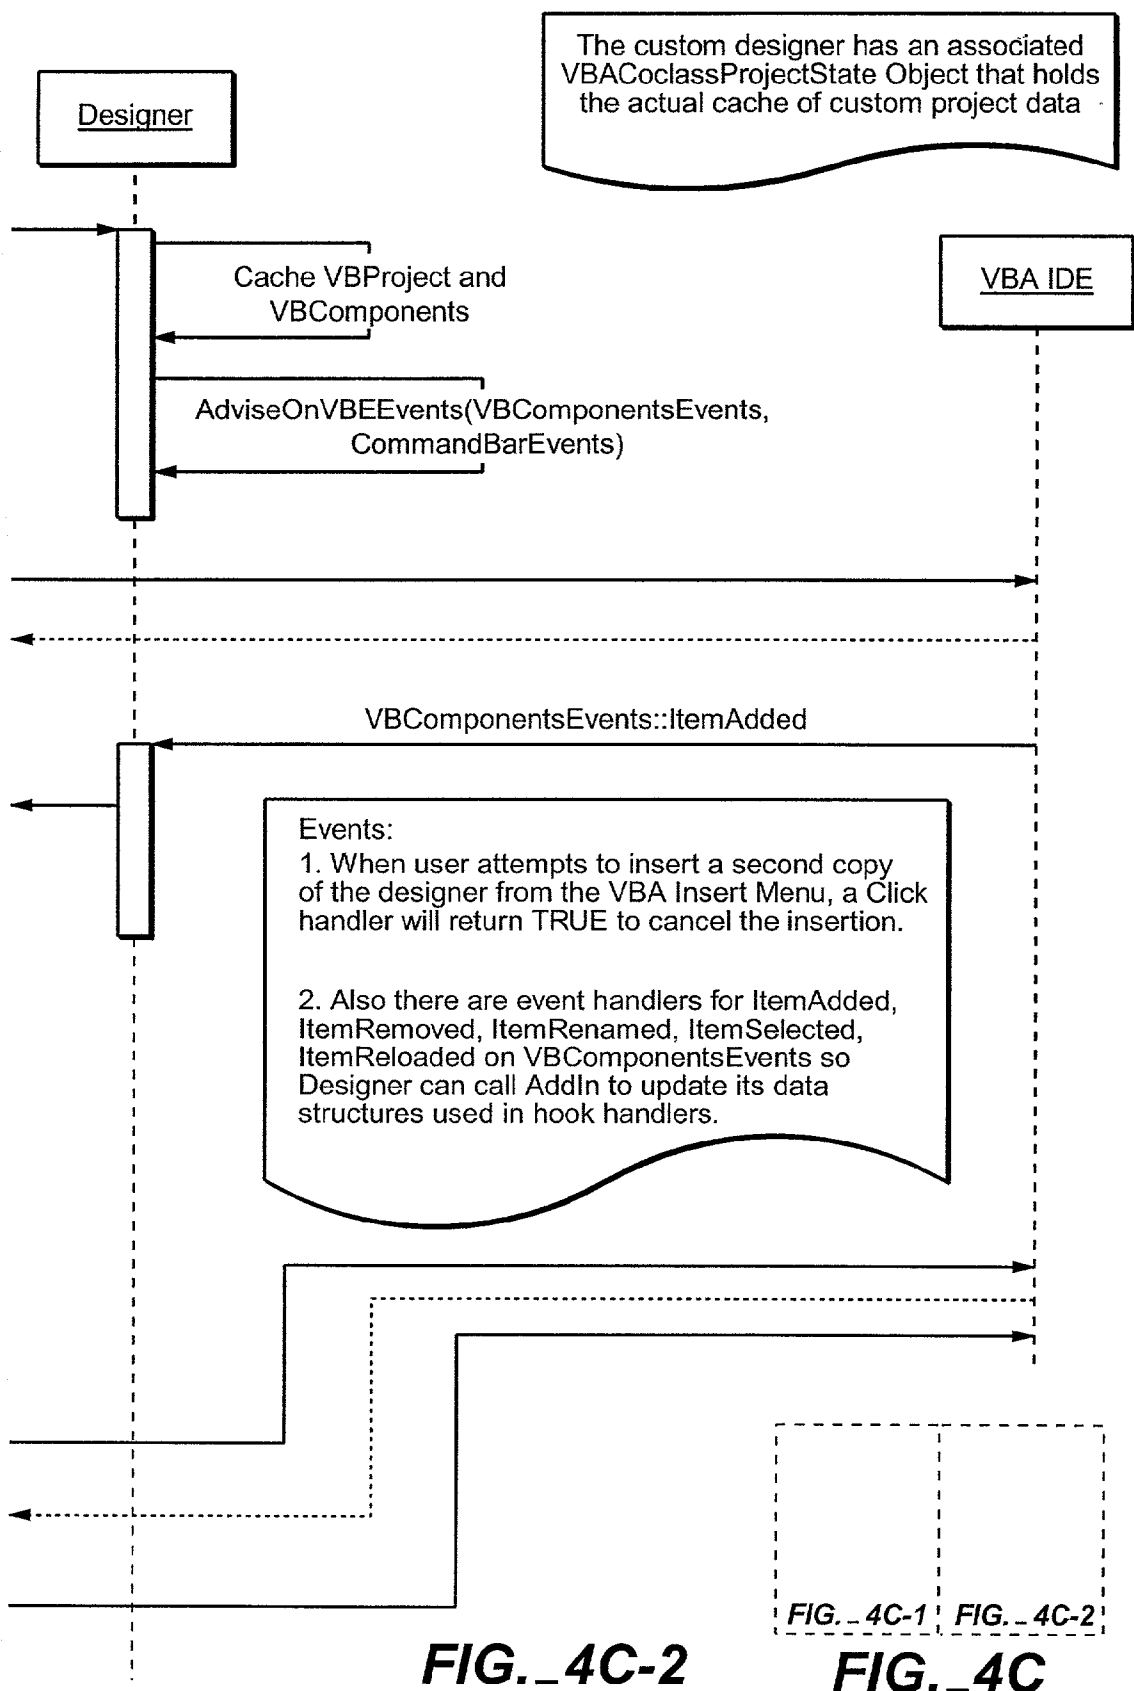 The custom designer has an associated
VBACoclassProjectState Object that holds
the actual cache of custom project data
Designer
VBA IDE
Cache VBProject and
VBComponents
AdviseOnVBEEvents(VBComponentsEvents,
CommandBarEvents)
VBComponentsEvents::ItemAdded
Events:
1. When user attempts to insert a second copy
of the designer from the VBA Insert Menu, a Click
handler will return TRUE to cancel the insertion.
2. Also there are event handlers for ItemAdded,
ItemRemoved, ItemRenamed, ItemSelected,
ItemReloaded on VBComponentsEvents so
Designer can call AddIn to update its data
structures used in hook handlers.
FIG._4C-1
FIG._4C-2
FIG._4C-2
FIG._4C